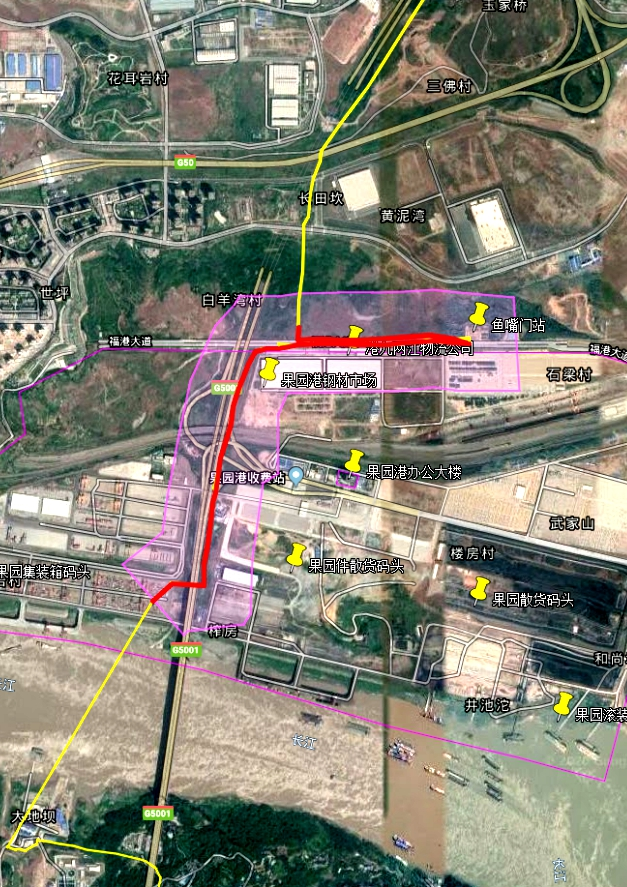 玉家桥
花耳岩村
三佛村
G50
长田坎
黄泥湾
世坪
白羊湾村
鱼嘴门站
福港大道
港九两江物流公司
福港大道
石梁村
果园港钢材市场
G5001
果园港办公大楼
果园港收费站
武家山
楼房村
果园件散货码头
果园集装箱码头
果园散货码头
榨房
和尚
G5001
井池沱
果园滚装
长江
长江
G5001
大地坝